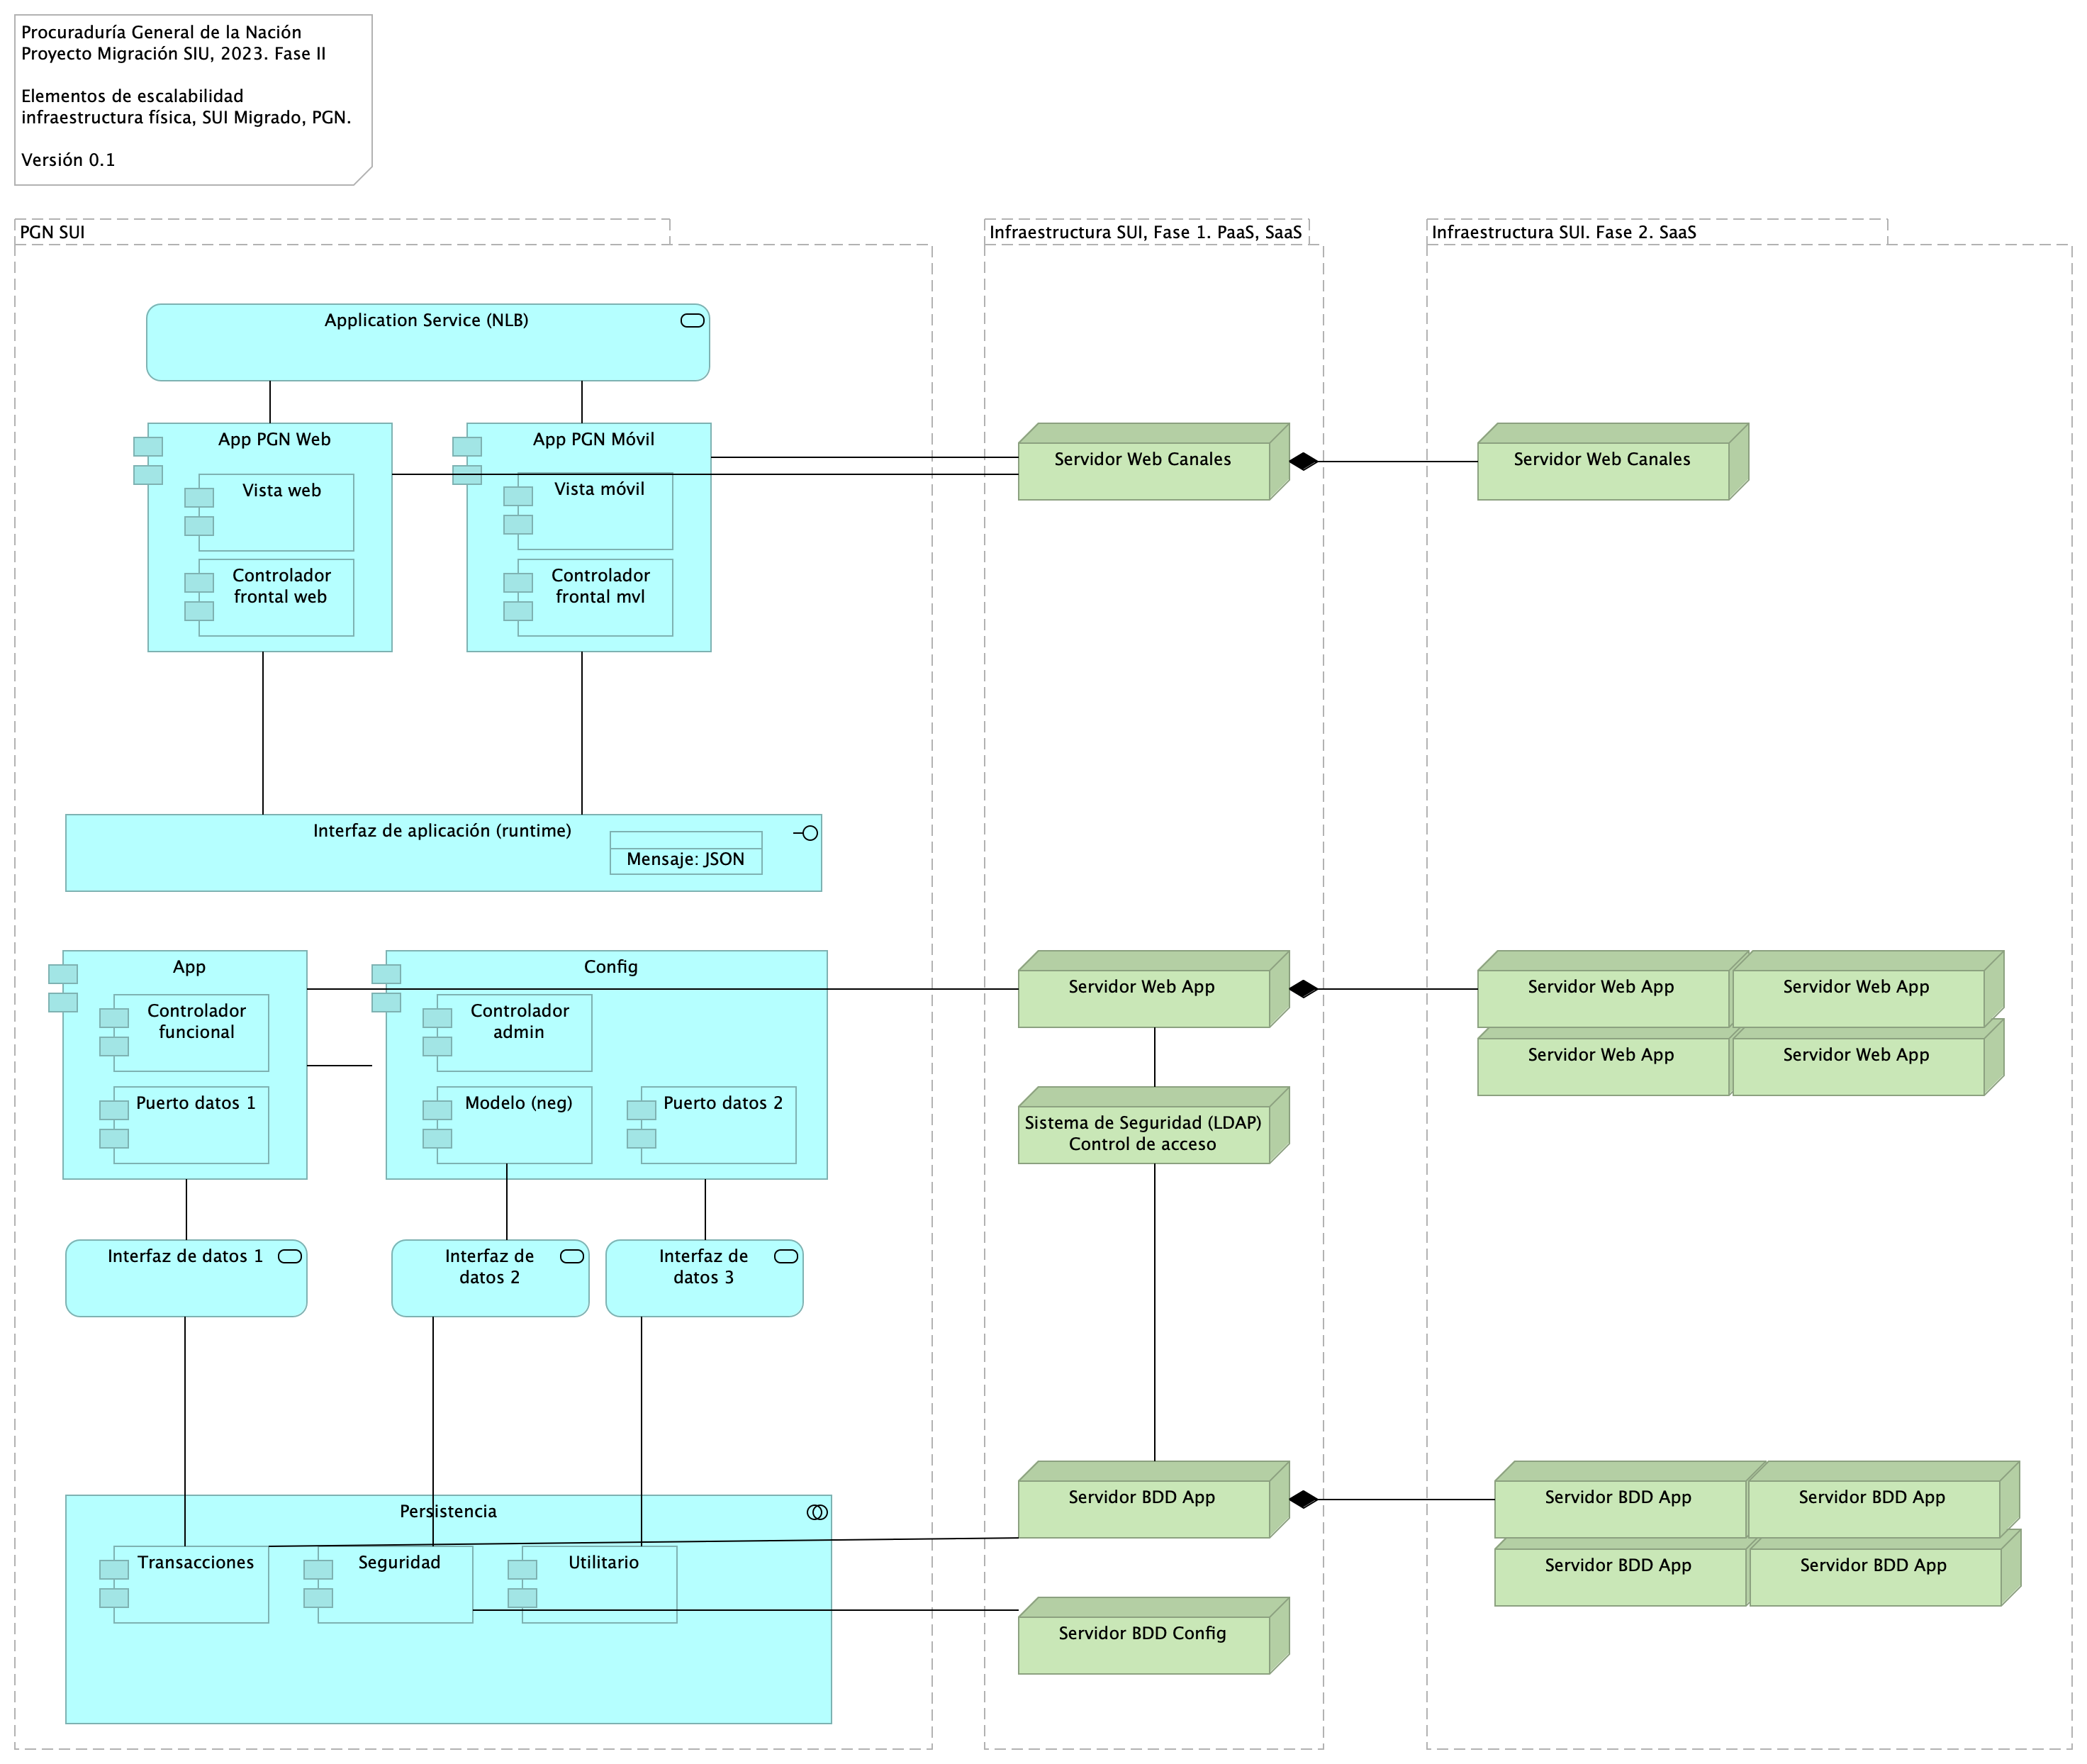 Procuraduría General de la Nación
Proyecto Migración SIU, 2023. Fase II
Elementos de escalabilidad
infraestructura física, SUI Migrado, PGN.
Versión 0.1
PGN SUI
Infraestructura SUI, Fase 1. PaaS, SaaS
Infraestructura SUI. Fase 2. SaaS
Application Service (NLB)
App PGN Web
App PGN Móvil
Vista web
Vista móvil
Controlador
frontal web
Controlador
frontal mvl
Servidor Web Canales
Servidor Web Canales
Interfaz de aplicación (runtime)
Mensaje: JSON
App
Config
Controlador
funcional
Controlador
admin
Puerto datos 1
Modelo (neg)
Puerto datos 2
Servidor Web App
Servidor Web App
Servidor Web App
Servidor Web App
Servidor Web App
Sistema de Seguridad (LDAP)
Control de acceso
Interfaz de datos 1
Interfaz de
datos 2
Interfaz de
datos 3
Persistencia
Transacciones
Seguridad
Utilitario
Servidor BDD App
Servidor BDD App
Servidor BDD App
Servidor BDD App
Servidor BDD App
Servidor BDD Config